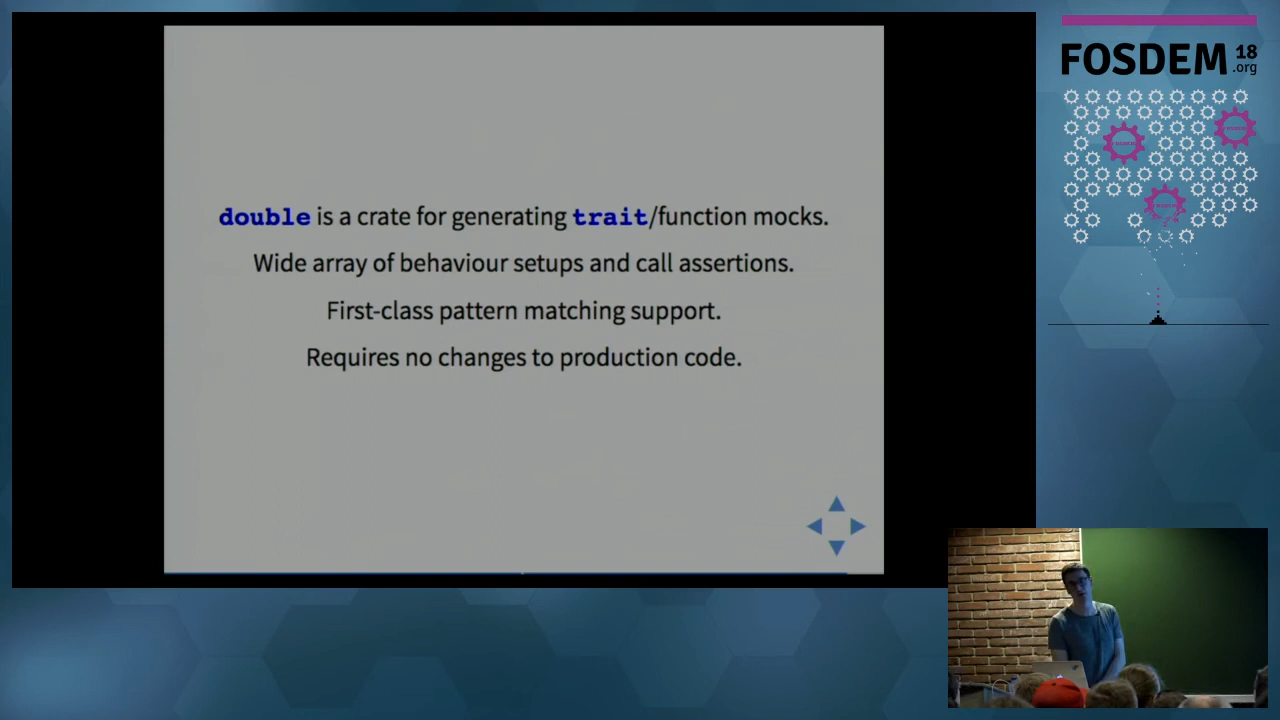 double is a crate for generating trait/function mocks.
Wide array of behaviour setups and call assertions.
First-class pattern matching support.
Requires no changes to production code.
FOSDEM 18
.org